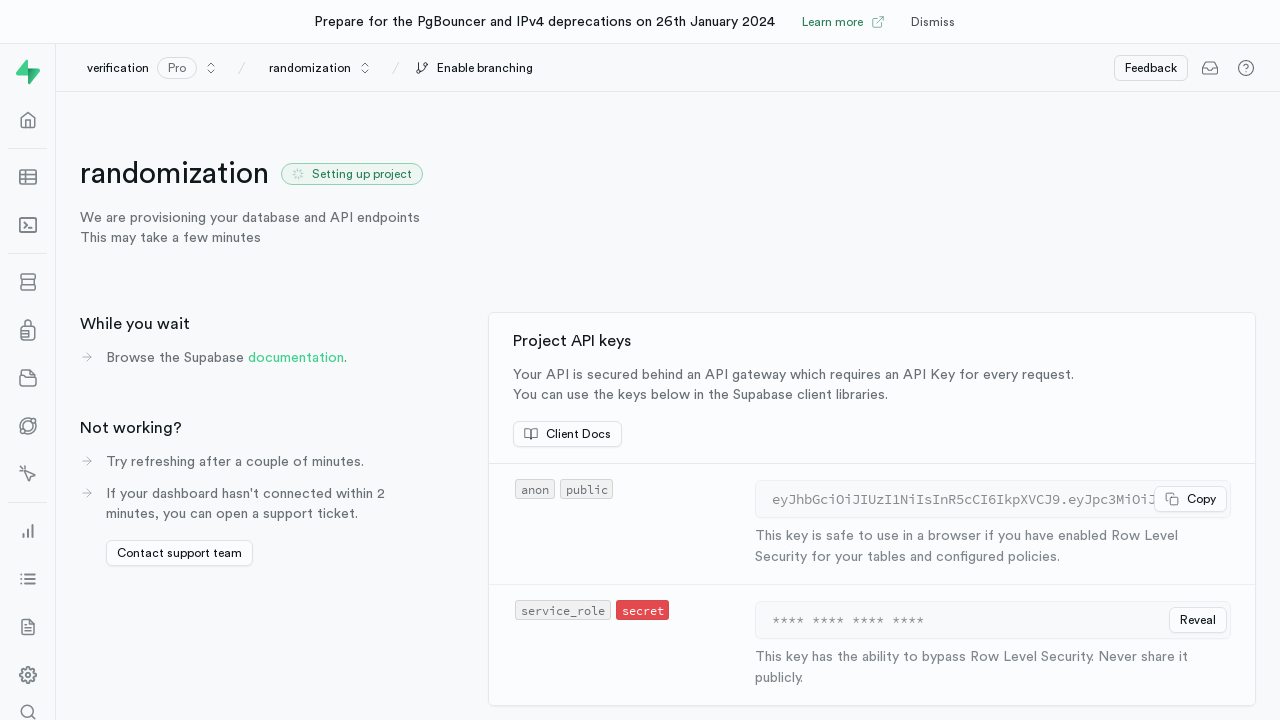 Prepare for the PgBouncer and IPv4 deprecations on 26th January 2024 Learn more Dismiss
verification Pro / randomization / Enable branching Feedback
randomization Setting up project
We are provisioning your database and API endpoints
This may take a few minutes
While you wait
Browse the Supabase documentation.
Not working?
Try refreshing after a couple of minutes.
If your dashboard hasn't connected within 2
minutes, you can open a support ticket.
Contact support team
Project API keys
Your API is secured behind an API gateway which requires an API Key for every request.
You can use the keys below in the Supabase client libraries.
Client Docs
anon public
eyJhbGciOiJIUzI1NiIsInR5cCI6IkpXVCJ9.eyJpc3MiOiJ Copy
This key is safe to use in a browser if you have enabled Row Level
Security for your tables and configured policies.
service_role secret
**** **** **** **** Reveal
This key has the ability to bypass Row Level Security. Never share it
publicly.